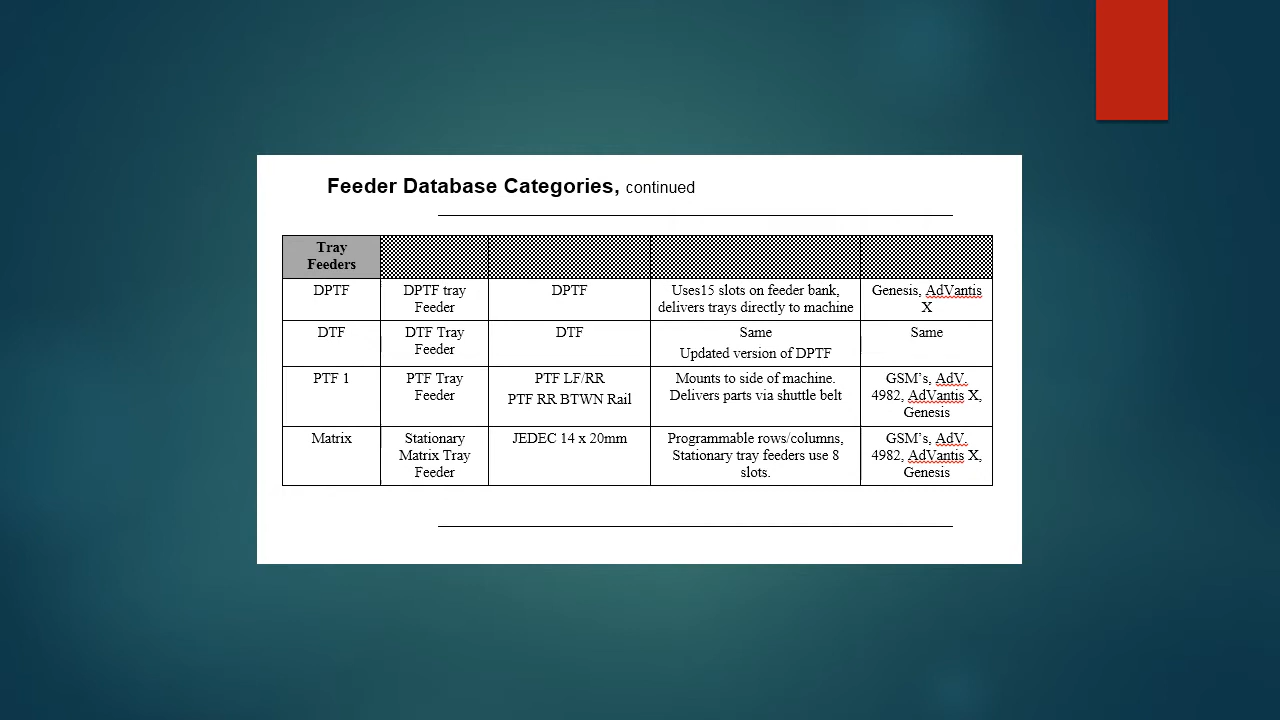 Feeder Database Categories, continued
Tray
Feeders
DPTF
DPTF tray
Feeder
DPTF
Uses15 slots on feeder bank,
delivers trays directly to machine
Genesis, AdVantis
X
DTF
DTF Tray
Feeder
DTF
Same
Updated version of DPTF
Same
PTF 1
PTF Tray
Feeder
PTF LF/RR
PTF RR BTWN Rail
Mounts to side of machine.
Delivers parts via shuttle belt
GSM's, AdV.
4982, AdVantis X,
Genesis
Matrix
Stationary
Matrix Tray
Feeder
JEDEC 14 x 20mm
Programmable rows/columns,
Stationary tray feeders use 8
slots.
GSM's, AdV.
4982, AdVantis X,
Genesis